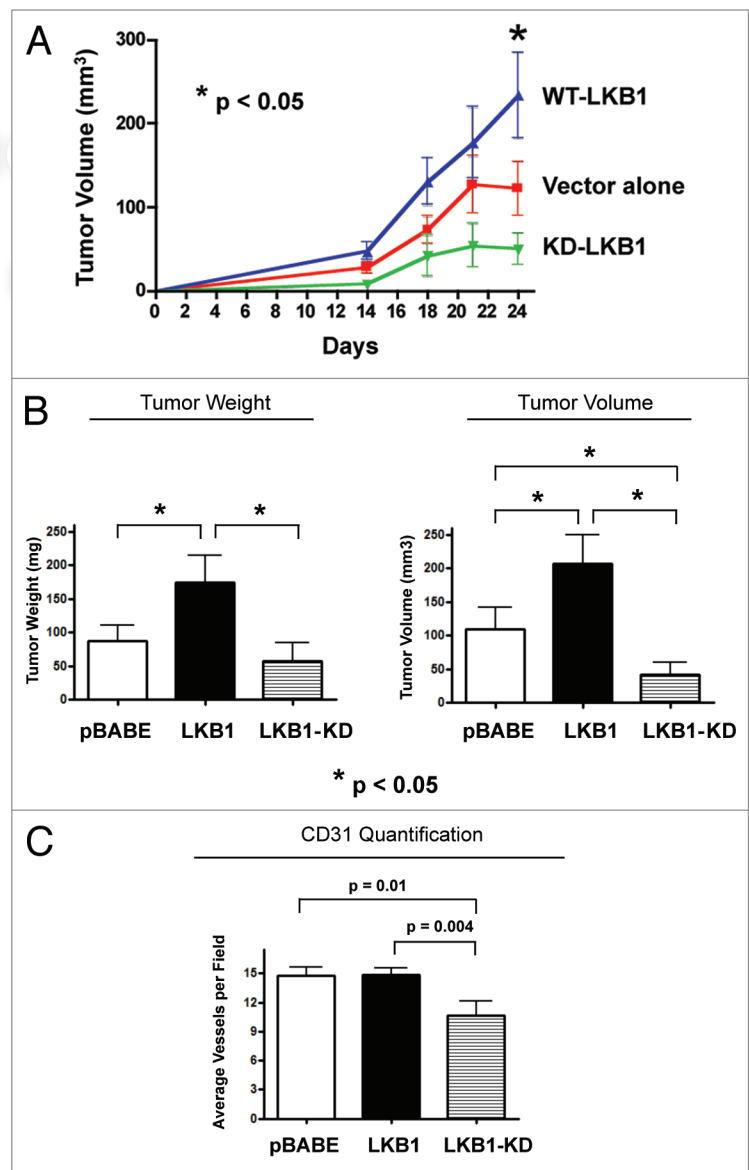 A
300
200
100
0
Tumor Volume (mm³)
* p < 0.05
*
WT-LKB1
Vector alone
KD-LKB1
0 2 4 6 8 10 12 14 16 18 20 22 24
Days
B
Tumor Weight
Tumor Weight (mg)
250
200
150
100
50
0
* *
pBABE LKB1 LKB1-KD
Tumor Volume
Tumor Volume (mm3)
250
200
150
100
50
0
*
* *
pBABE LKB1 LKB1-KD
* p < 0.05
C
CD31 Quantification
p = 0.01
p = 0.004
Average Vessels per Field
15
12
9
6
3
0
pBABE LKB1 LKB1-KD